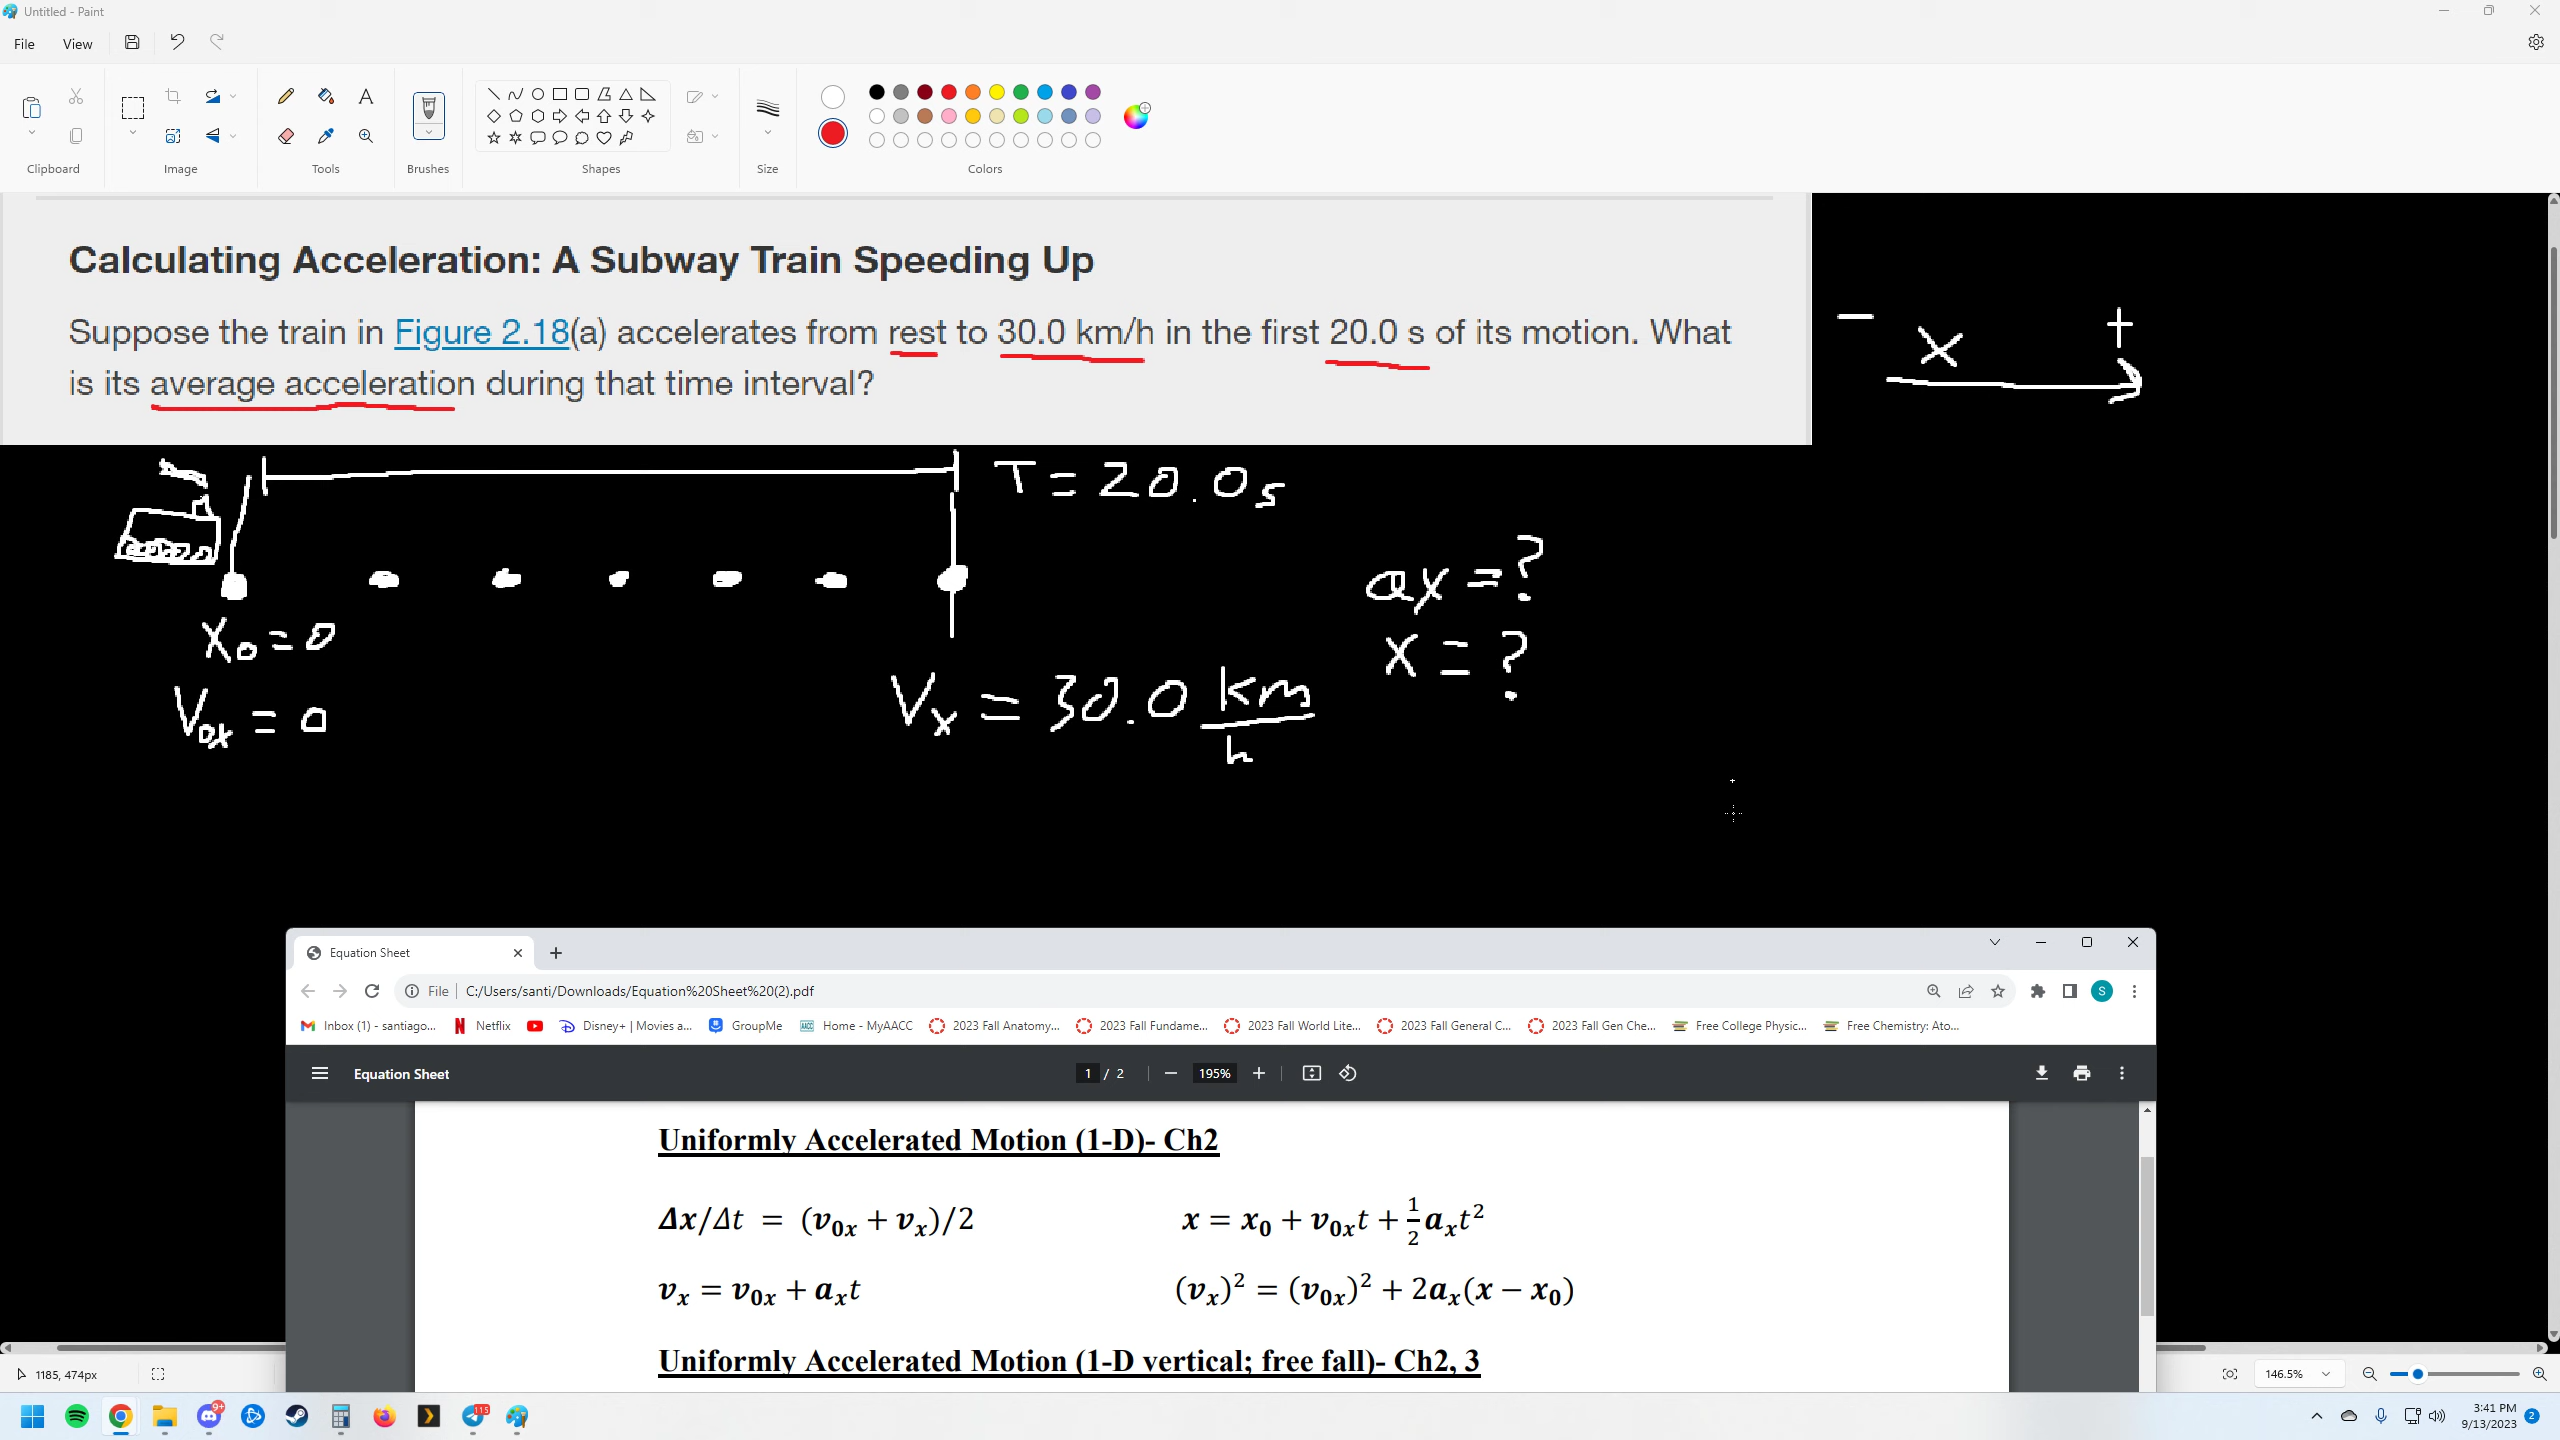 Untitled - Paint
File View
Clipboard Image Tools Brushes Shapes Size Colors
Calculating Acceleration: A Subway Train Speeding Up
Suppose the train in Figure 2.18(a) accelerates from rest to 30.0 km/h in the first 20.0 s of its motion. What
is its average acceleration during that time interval?
- x +
T = 20.0s
ax = ?
x0 = 0
x = ?
V0x = 0
Vx = 30.0 km/h
Equation Sheet
File C:/Users/santi/Downloads/Equation%20Sheet%20(2).pdf
S
Inbox (1) - santiago... Netflix Disney+ | Movies a... GroupMe Home - MyAACC 2023 Fall Anatomy... 2023 Fall Fundame... 2023 Fall World Lite... 2023 Fall General C... 2023 Fall Gen Che... Free College Physic... Free Chemistry: Ato...
Equation Sheet 1 / 2 195%
Uniformly Accelerated Motion (1-D)- Ch2
Δx/Δt = (v₀ₓ + vₓ)/2
x = x₀ + v₀ₓt + ½aₓt²
vₓ = v₀ₓ + aₓt
(vₓ)² = (v₀ₓ)² + 2aₓ(x − x₀)
Uniformly Accelerated Motion (1-D vertical; free fall)- Ch2, 3
1185, 474px
146.5%
9+
115
3:41 PM
9/13/2023
2